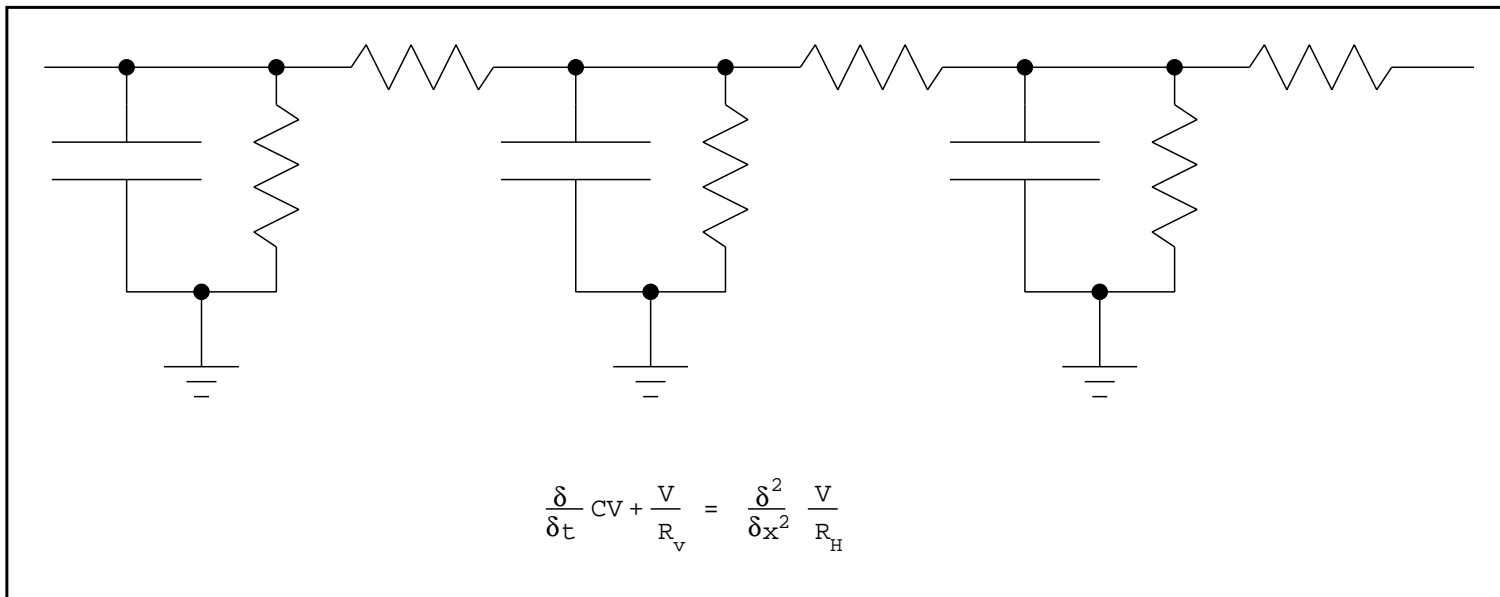 δ/δt CV + V/R_v = δ²/δx² V/R_H